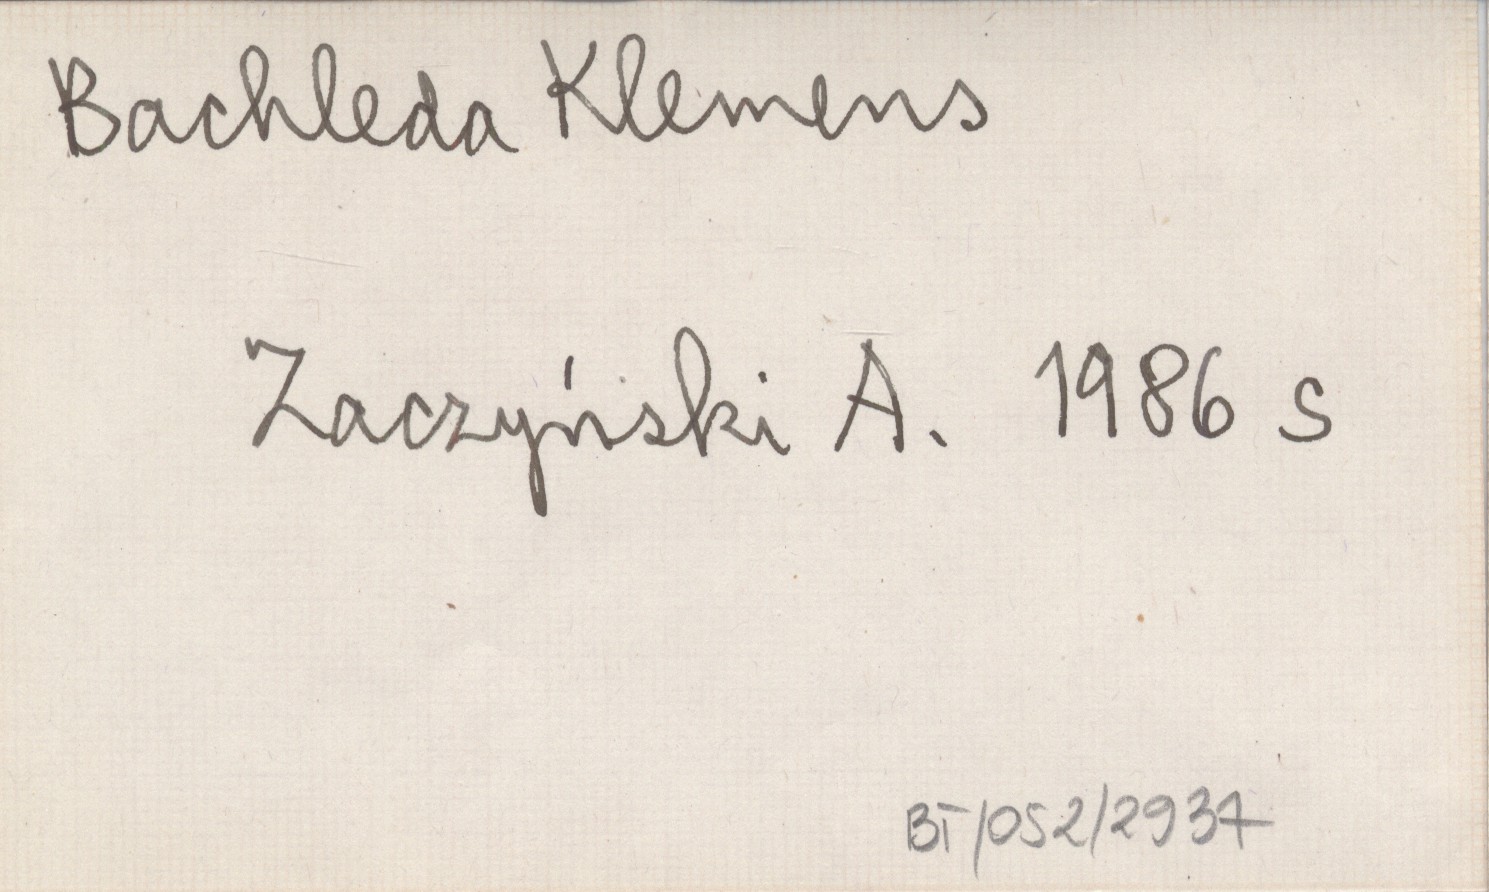 Bachleda Klemens
Zaczyński A. 1986 s
BT/052/2937